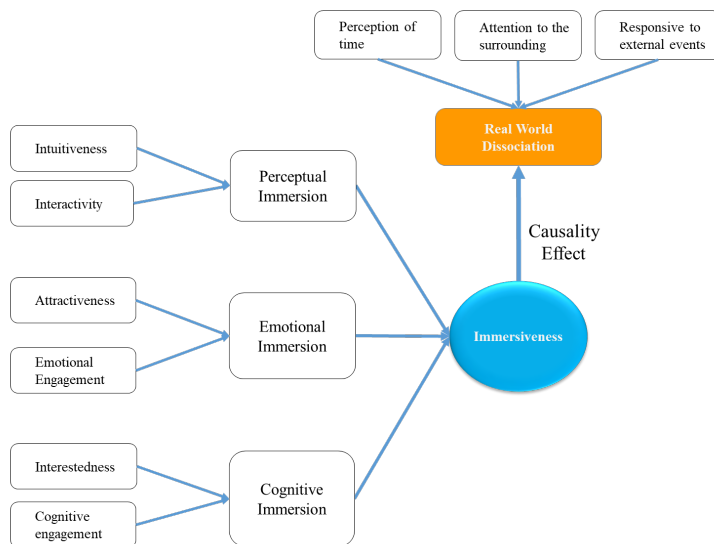 Perception of
time
Attention to the
surrounding
Responsive to
external events
Real World
Dissociation
Intuitiveness
Interactivity
Perceptual
Immersion
Causality
Effect
Attractiveness
Emotional
Engagement
Emotional
Immersion
Immersiveness
Interestedness
Cognitive
engagement
Cognitive
Immersion